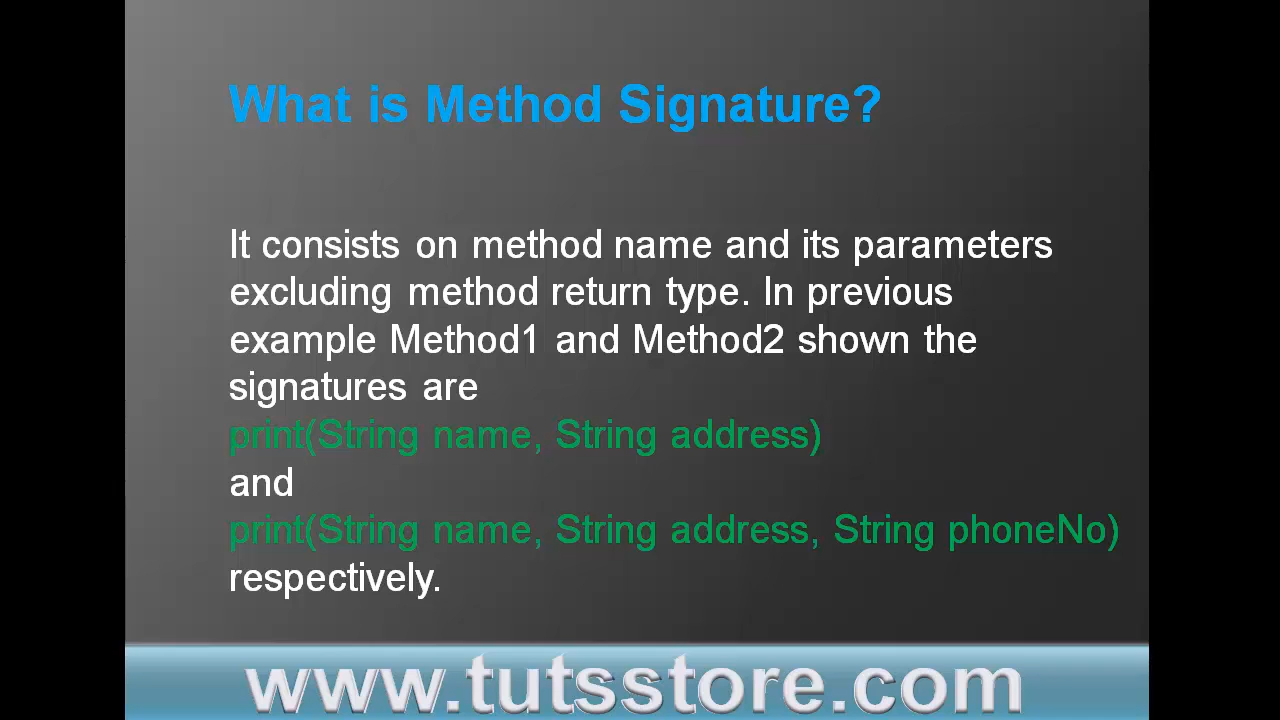 What is Method Signature?
It consists on method name and its parameters
excluding method return type. In previous
example Method1 and Method2 shown the
signatures are
print(String name, String address)
and
print(String name, String address, String phoneNo)
respectively.
www.tutsstore.com